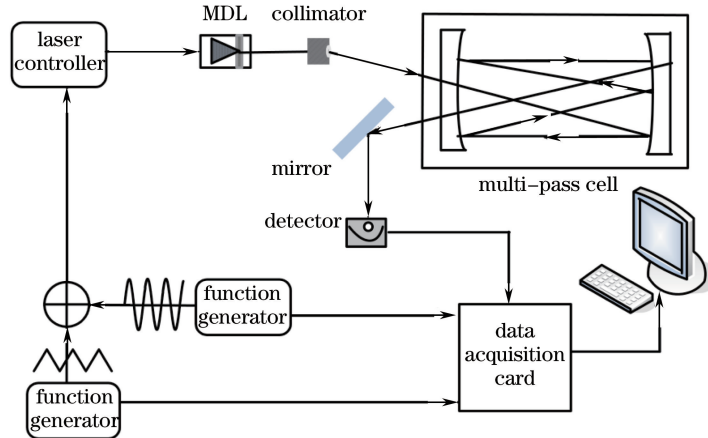 MDL
collimator
laser
controller
multi-pass cell
mirror
detector
function
generator
data
acquisition
card
function
generator